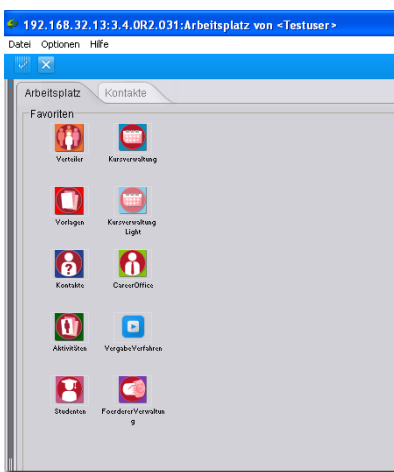 192.168.32.13:3.4.0R2.031:Arbeitsplatz von <Testuser>
Datei Optionen Hilfe
Arbeitsplatz Kontakte
Favoriten
Verteiler Kursverwaltung
Vorlagen Kursverwaltung
Light
Kontakte CareerOffice
Aktivitäten VergabeVerfahren
Studenten FoerdererVerwaltun
g